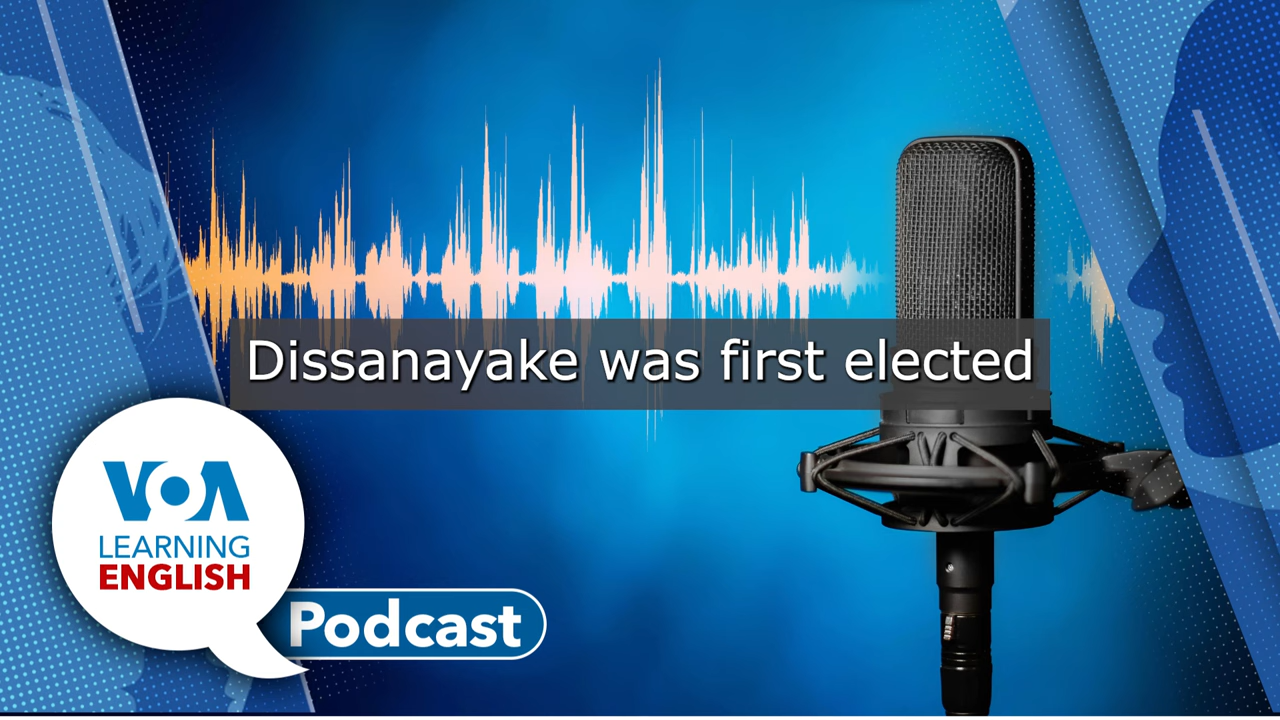 Dissanayake was first elected
VOA
LEARNING
ENGLISH
Podcast